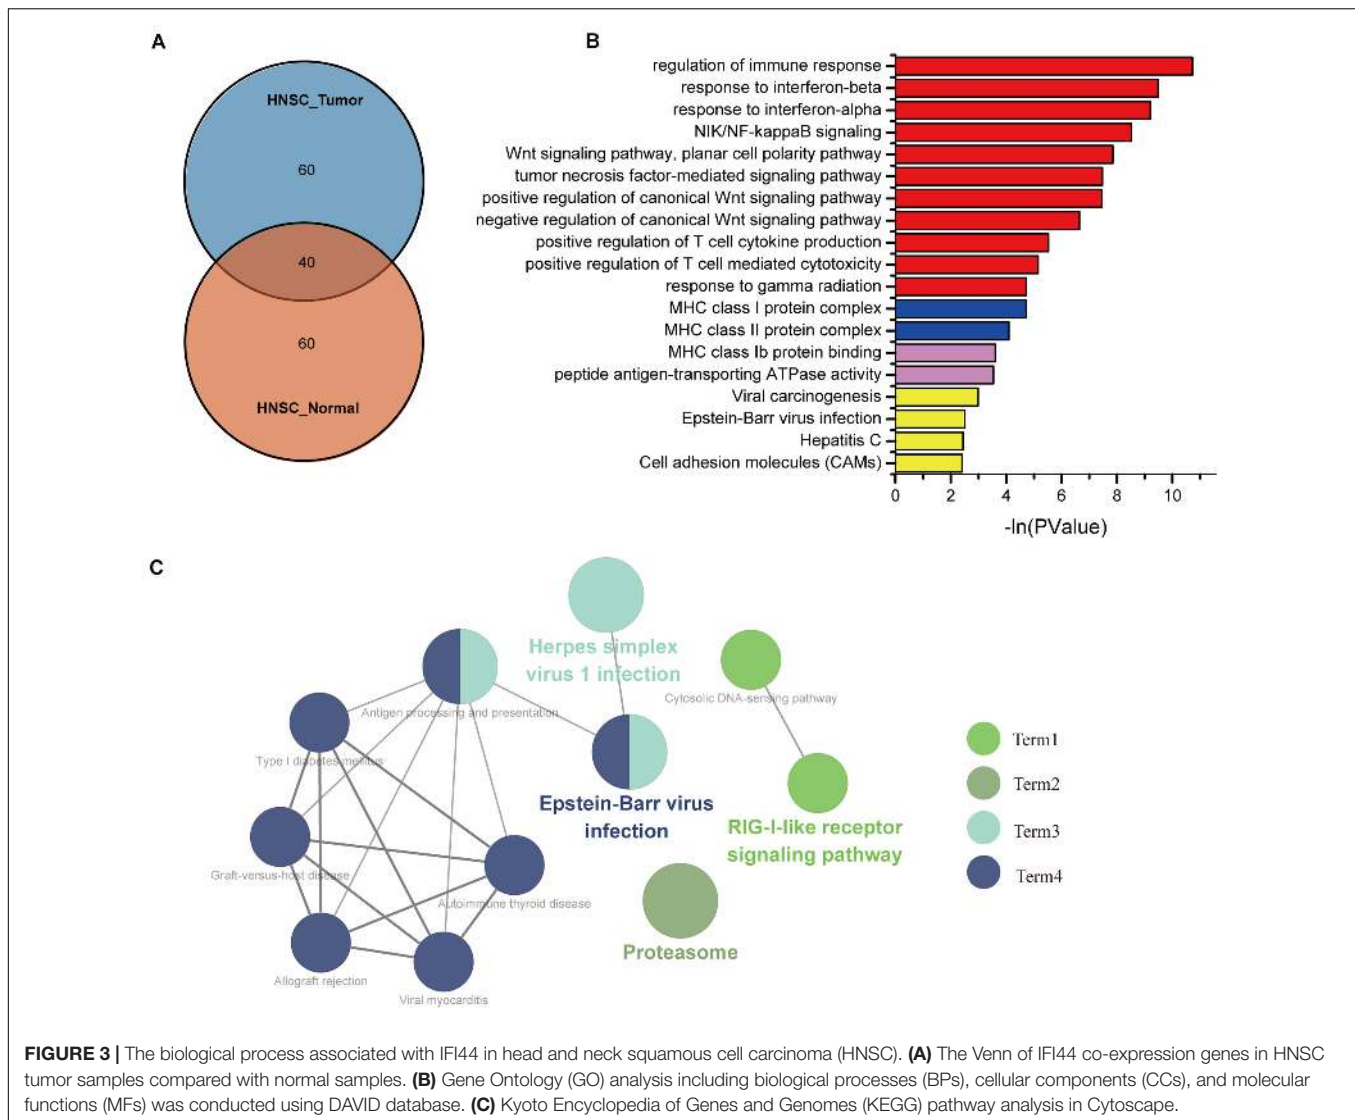 A
HNSC_Tumor
60
40
60
HNSC_Normal
B
regulation of immune response
response to interferon-beta
response to interferon-alpha
NIK/NF-kappaB signaling
Wnt signaling pathway, planar cell polarity pathway
tumor necrosis factor-mediated signaling pathway
positive regulation of canonical Wnt signaling pathway
negative regulation of canonical Wnt signaling pathway
positive regulation of T cell cytokine production
positive regulation of T cell mediated cytotoxicity
response to gamma radiation
MHC class I protein complex
MHC class II protein complex
MHC class Ib protein binding
peptide antigen-transporting ATPase activity
Viral carcinogenesis
Epstein-Barr virus infection
Hepatitis C
Cell adhesion molecules (CAMs)
0 2 4 6 8 10
-ln(PValue)
C
Herpes simplex
virus 1 infection
Cytosolic DNA-sensing pathway
Antigen processing and presentation
Type I diabetes mellitus
Epstein-Barr virus
infection
RIG-I-like receptor
signaling pathway
Graft-versus-host disease
Autoimmune thyroid disease
Proteasome
Allograft rejection
Viral myocarditis
Term1
Term2
Term3
Term4
FIGURE 3 | The biological process associated with IFI44 in head and neck squamous cell carcinoma (HNSC). (A) The Venn of IFI44 co-expression genes in HNSC
tumor samples compared with normal samples. (B) Gene Ontology (GO) analysis including biological processes (BPs), cellular components (CCs), and molecular
functions (MFs) was conducted using DAVID database. (C) Kyoto Encyclopedia of Genes and Genomes (KEGG) pathway analysis in Cytoscape.